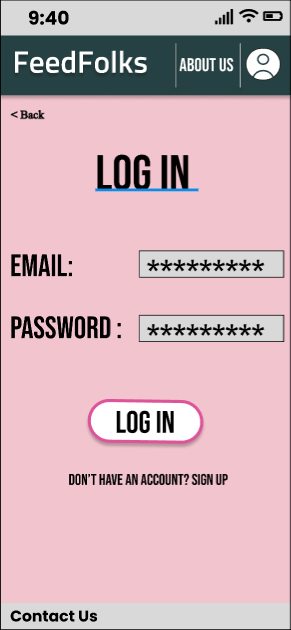 9:40
FeedFolks ABOUT US
< Back
LOG IN
EMAIL: *********
PASSWORD : *********
LOG IN
DON'T HAVE AN ACCOUNT? SIGN UP
Contact Us